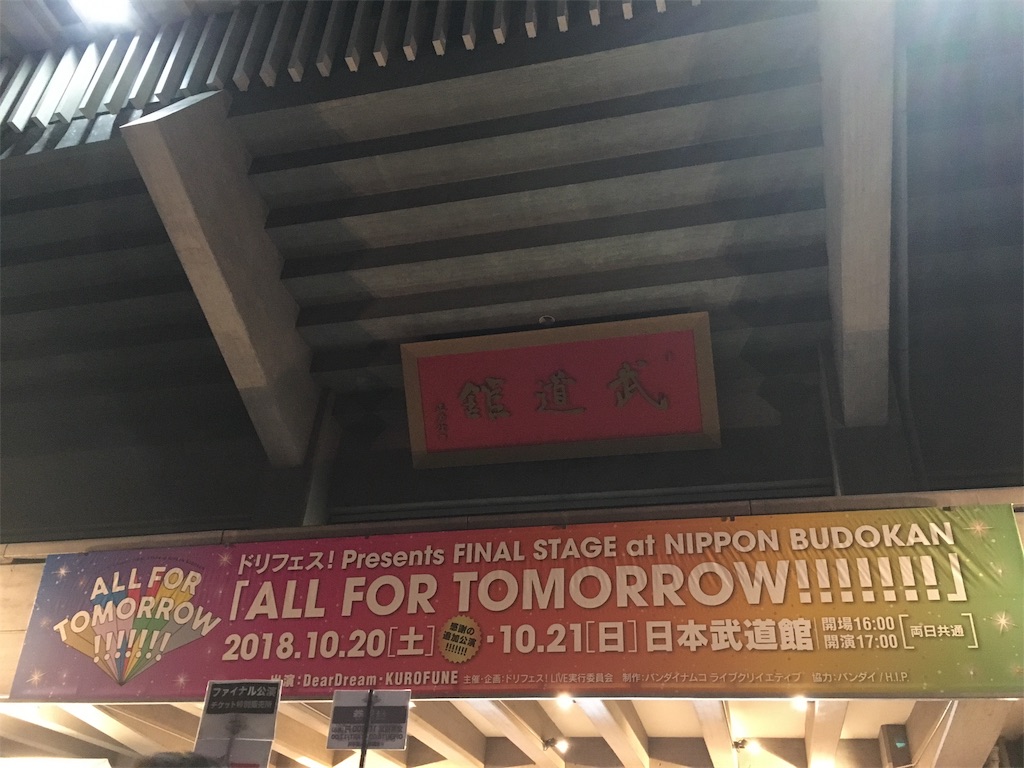 武道館
ALL FOR
TOMORROW
!!!!!!!
ドリフェス! Presents FINAL STAGE at NIPPON BUDOKAN
「ALL FOR TOMORROW!!!!!!!」
2018.10.20[土]
感謝の
追加公演
!!!!!!!
・10.21[日]日本武道館
開場16:00
開演17:00
[両日共通]
出演:DearDream・KUROFUNE 主催・企画:ドリフェス! LIVE実行委員会 制作:バンダイナムコ ライブクリエイティブ 協力:バンダイ / H.I.P.
ファイナル公演